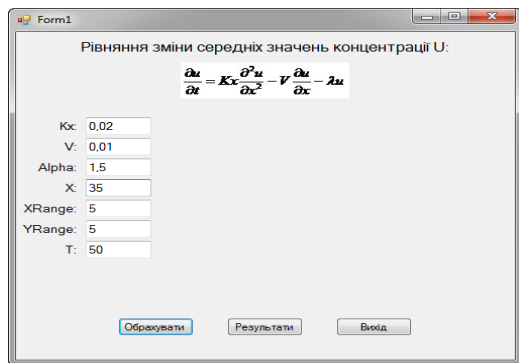 Form1
Рівняння зміни середніх значень концентрації U:
∂u/∂t = Kx ∂²u/∂x² − V ∂u/∂x − λu
Kx: 0,02
V: 0,01
Alpha: 1,5
X: 35
XRange: 5
YRange: 5
T: 50
Обрахувати Результати Вихід